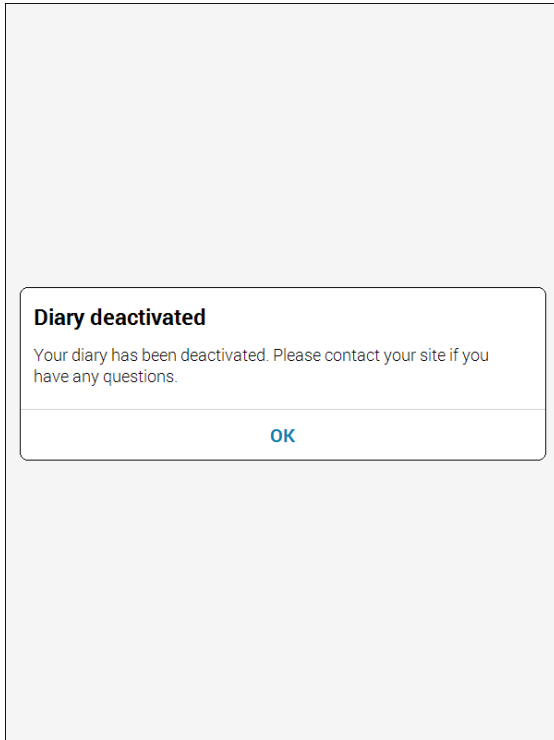 Diary deactivated
Your diary has been deactivated. Please contact your site if you
have any questions.
OK